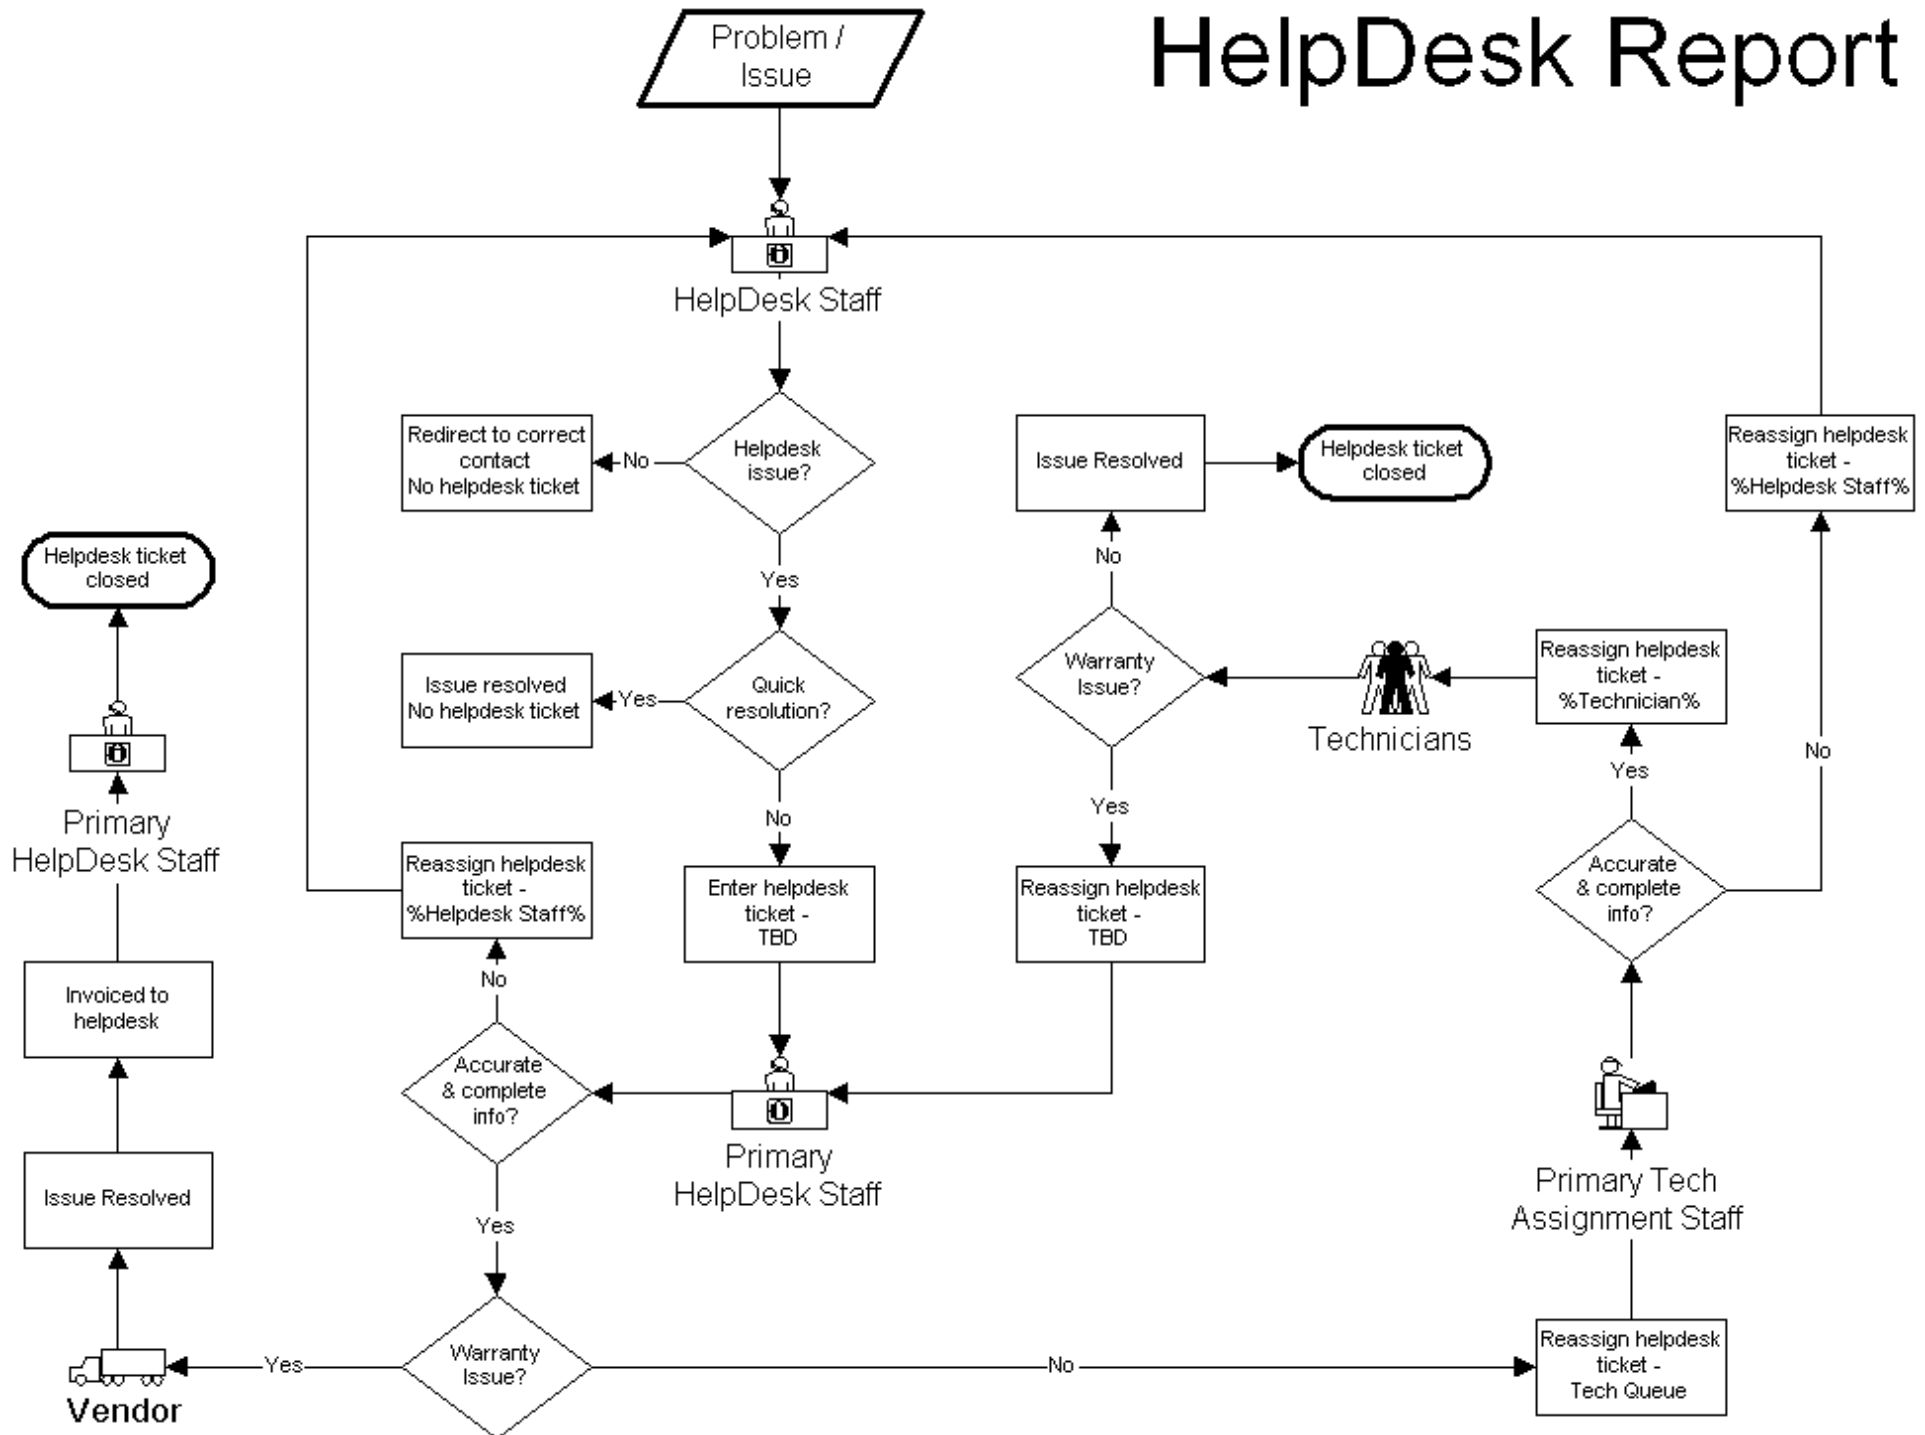 HelpDesk Report
Problem /
Issue
HelpDesk Staff
Helpdesk
issue?
No
Redirect to correct
contact
No helpdesk ticket
Yes
Quick
resolution?
Yes
Issue resolved
No helpdesk ticket
No
Enter helpdesk
ticket -
TBD
Primary
HelpDesk Staff
Accurate
& complete
info?
No
Reassign helpdesk
ticket -
%Helpdesk Staff%
Yes
Warranty
Issue?
Yes
Vendor
Issue Resolved
Invoiced to
helpdesk
Primary
HelpDesk Staff
Helpdesk ticket
closed
No
Reassign helpdesk
ticket -
Tech Queue
Primary Tech
Assignment Staff
Accurate
& complete
info?
No
Reassign helpdesk
ticket -
%Helpdesk Staff%
Yes
Reassign helpdesk
ticket -
%Technician%
Technicians
Warranty
Issue?
No
Issue Resolved
Helpdesk ticket
closed
Yes
Reassign helpdesk
ticket -
TBD